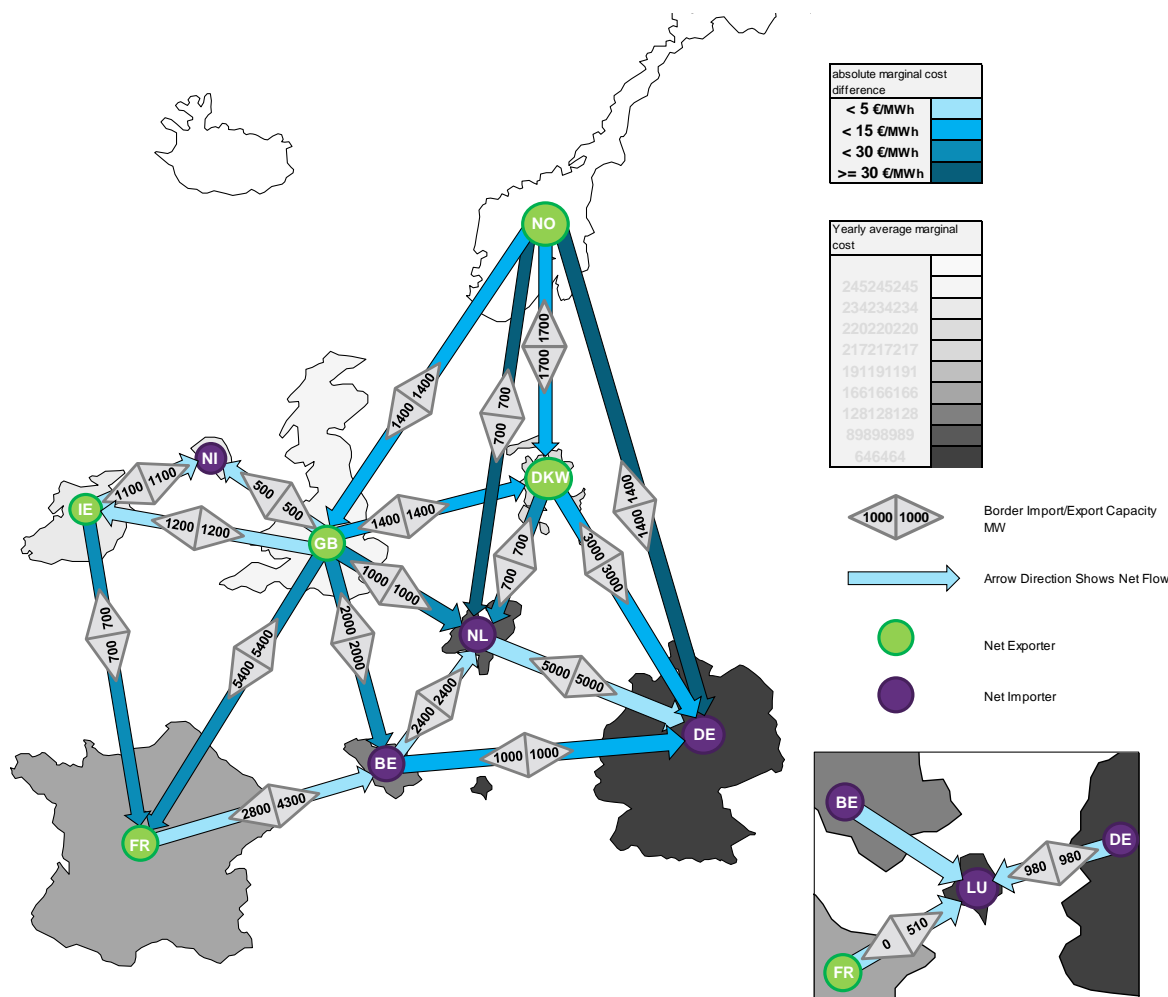 absolute marginal cost
difference
< 5 €/MWh
< 15 €/MWh
< 30 €/MWh
>= 30 €/MWh
Yearly average marginal
cost
245245245
234234234
220220220
217217217
191191191
166166166
128128128
89898989
646464
1000 1000
Border Import/Export Capacity
MW
Arrow Direction Shows Net Flow
Net Exporter
Net Importer
NO
1400 1400
700 700
1700 1700
1400 1400
NI
1100 1100
500 500
IE
1200 1200
GB
1400 1400
DKW
700 700
3000 3000
1000 1000
2000 2000
NL
700 700
5400 5400
2400 2400
5000 5000
DE
BE
1000 1000
2800 4300
FR
BE
DE
980 980
LU
0 510
FR